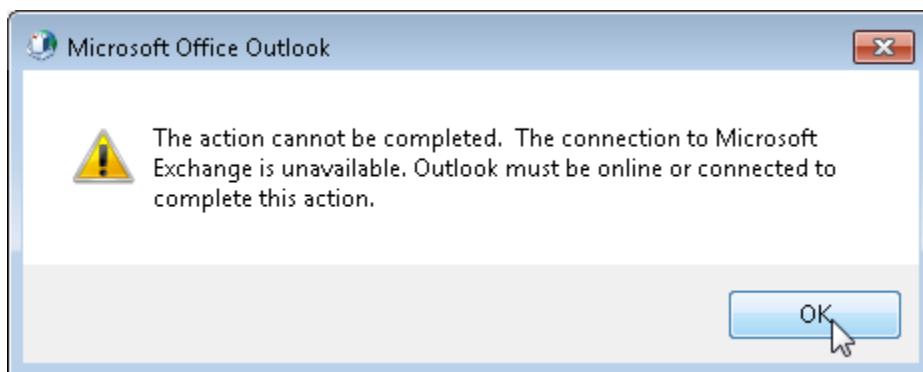 Microsoft Office Outlook
The action cannot be completed.  The connection to Microsoft
Exchange is unavailable. Outlook must be online or connected to
complete this action.
OK